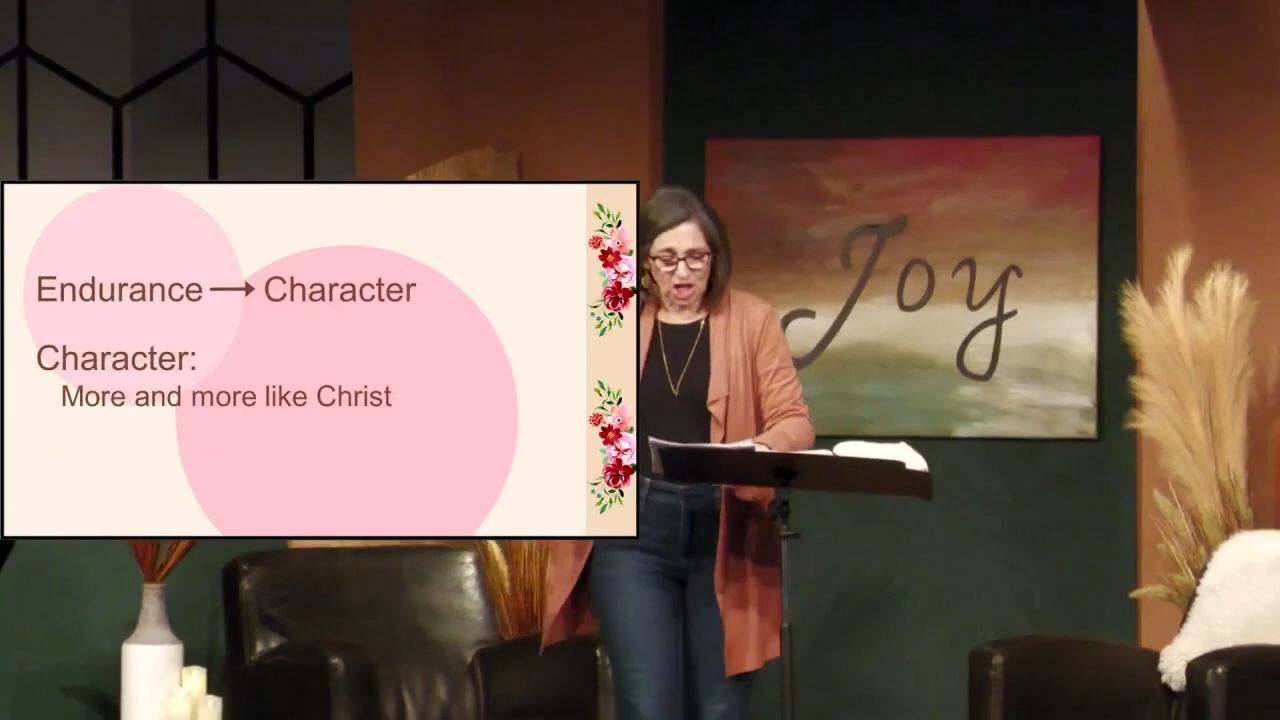 Endurance → Character
Character:
More and more like Christ
Joy